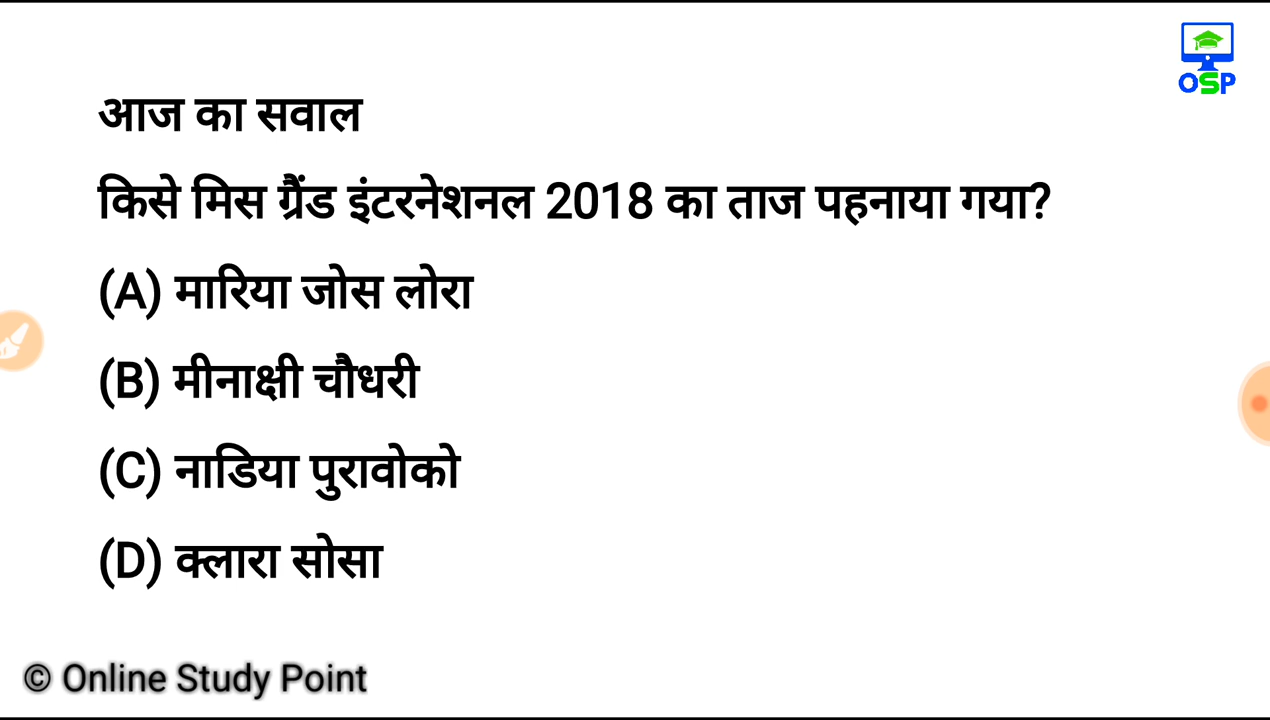 OSP
आज का सवाल
किसे मिस ग्रैंड इंटरनेशनल 2018 का ताज पहनाया गया?
(A) मारिया जोस लोरा
(B) मीनाक्षी चौधरी
(C) नाडिया पुरावोको
(D) क्लारा सोसा
© Online Study Point